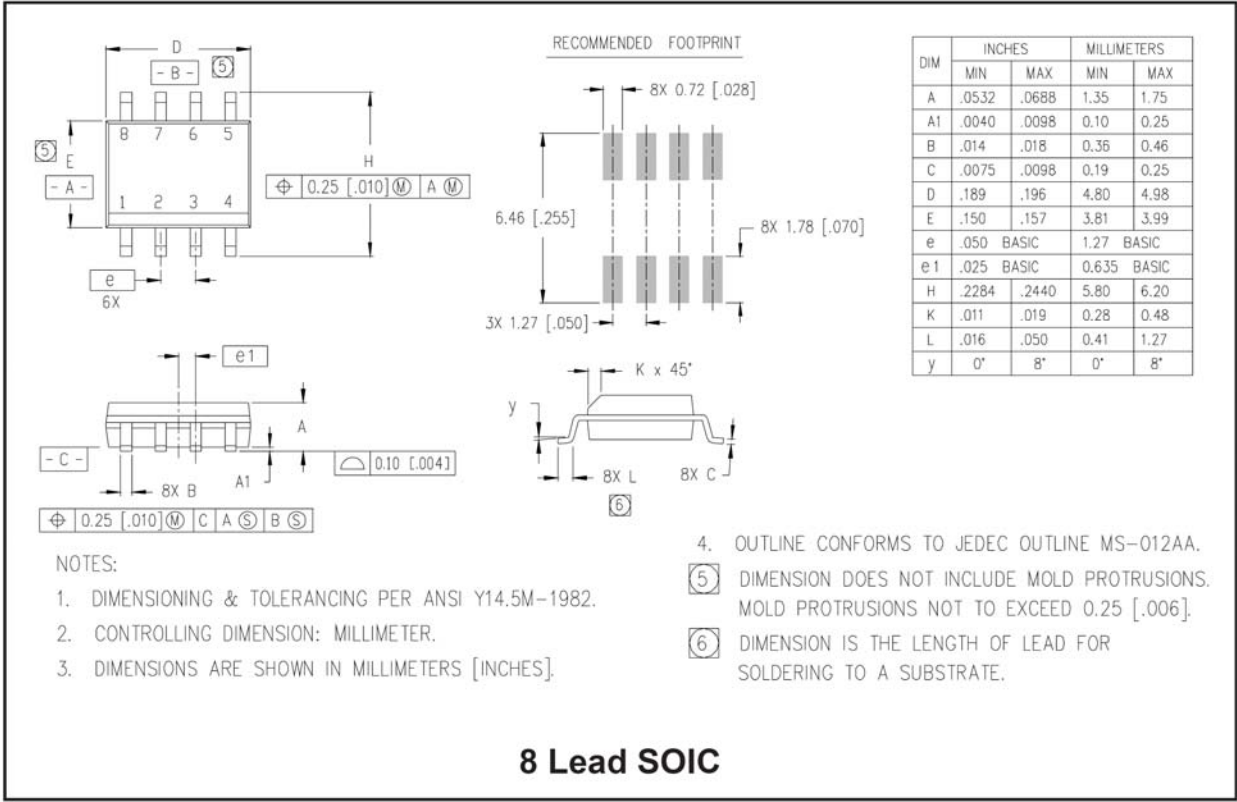 D
- B -
5
8 7 6 5
5
E
- A -
H
⌖ 0.25 [.010] Ⓜ A Ⓜ
1 2 3 4
e
6X
RECOMMENDED FOOTPRINT
8X 0.72 [.028]
6.46 [.255]
8X 1.78 [.070]
3X 1.27 [.050]
DIM INCHES MILLIMETERS
MIN MAX MIN MAX
A .0532 .0688 1.35 1.75
A1 .0040 .0098 0.10 0.25
B .014 .018 0.36 0.46
C .0075 .0098 0.19 0.25
D .189 .196 4.80 4.98
E .150 .157 3.81 3.99
e .050 BASIC 1.27 BASIC
e1 .025 BASIC 0.635 BASIC
H .2284 .2440 5.80 6.20
K .011 .019 0.28 0.48
L .016 .050 0.41 1.27
y 0° 8° 0° 8°
e1
A
- C -
A1
⌓ 0.10 [.004]
8X B
⌖ 0.25 [.010] Ⓜ C A Ⓢ B Ⓢ
K x 45°
y
8X L
8X C
6
NOTES:
1. DIMENSIONING & TOLERANCING PER ANSI Y14.5M-1982.
2. CONTROLLING DIMENSION: MILLIMETER.
3. DIMENSIONS ARE SHOWN IN MILLIMETERS [INCHES].
4. OUTLINE CONFORMS TO JEDEC OUTLINE MS-012AA.
5 DIMENSION DOES NOT INCLUDE MOLD PROTRUSIONS.
MOLD PROTRUSIONS NOT TO EXCEED 0.25 [.006].
6 DIMENSION IS THE LENGTH OF LEAD FOR
SOLDERING TO A SUBSTRATE.
8 Lead SOIC